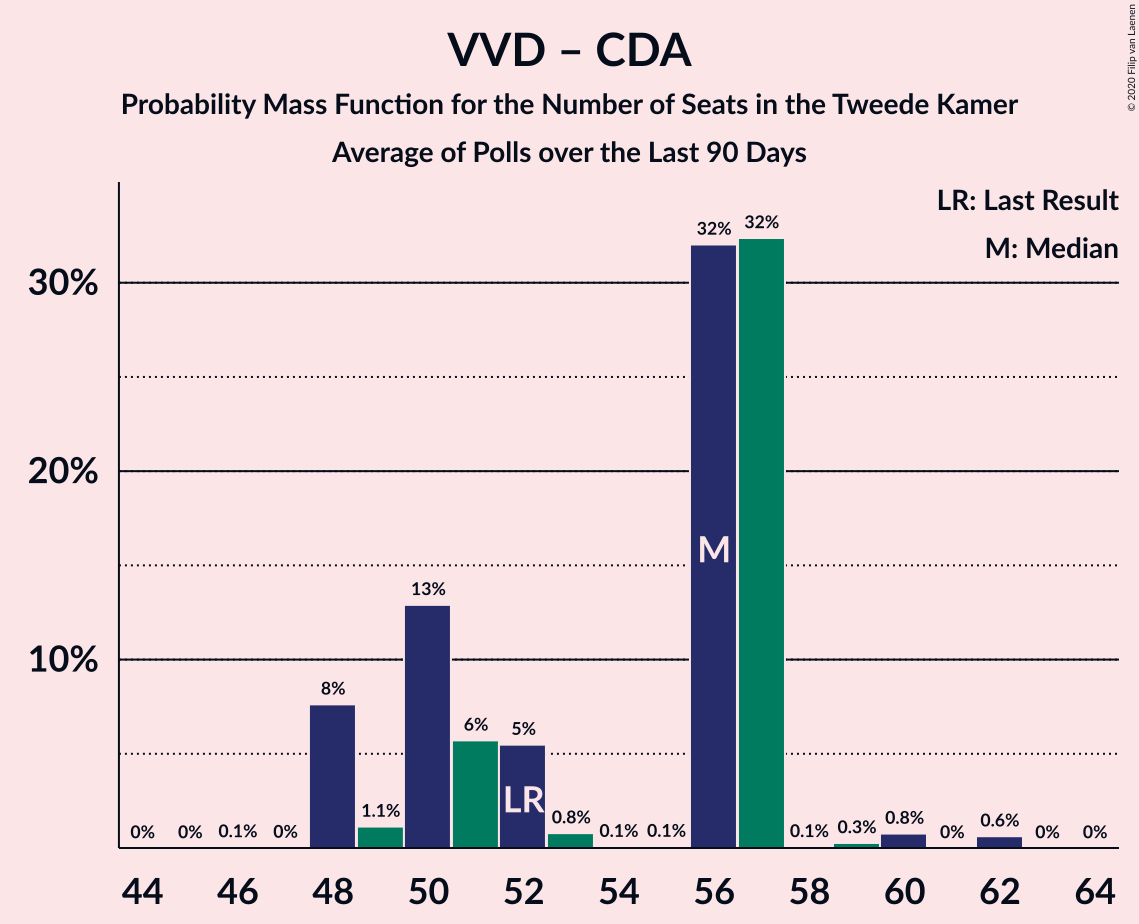 VVD – CDA
Probability Mass Function for the Number of Seats in the Tweede Kamer
Average of Polls over the Last 90 Days
© 2020 Filip van Laenen
LR: Last Result
M: Median
30%
20%
10%
0% 0% 0.1% 0% 8% 1.1% 13% 6% 5% 0.8% 0.1% 0.1% 32% 32% 0.1% 0.3% 0.8% 0% 0.6% 0% 0%
M
LR
44 46 48 50 52 54 56 58 60 62 64